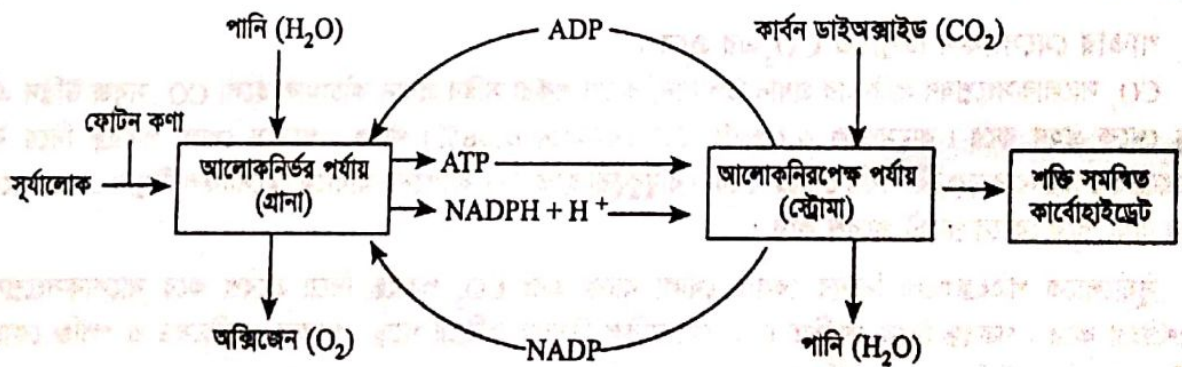 পানি (H₂O)
ADP
কার্বন ডাইঅক্সাইড (CO₂)
ফোটন কণা
সূর্যালোক
আলোকনির্ভর পর্যায়
(গ্রানা)
ATP
NADPH + H⁺
আলোকনিরপেক্ষ পর্যায়
(স্ট্রোমা)
শক্তি সমন্বিত
কার্বোহাইড্রেট
অক্সিজেন (O₂)
NADP
পানি (H₂O)